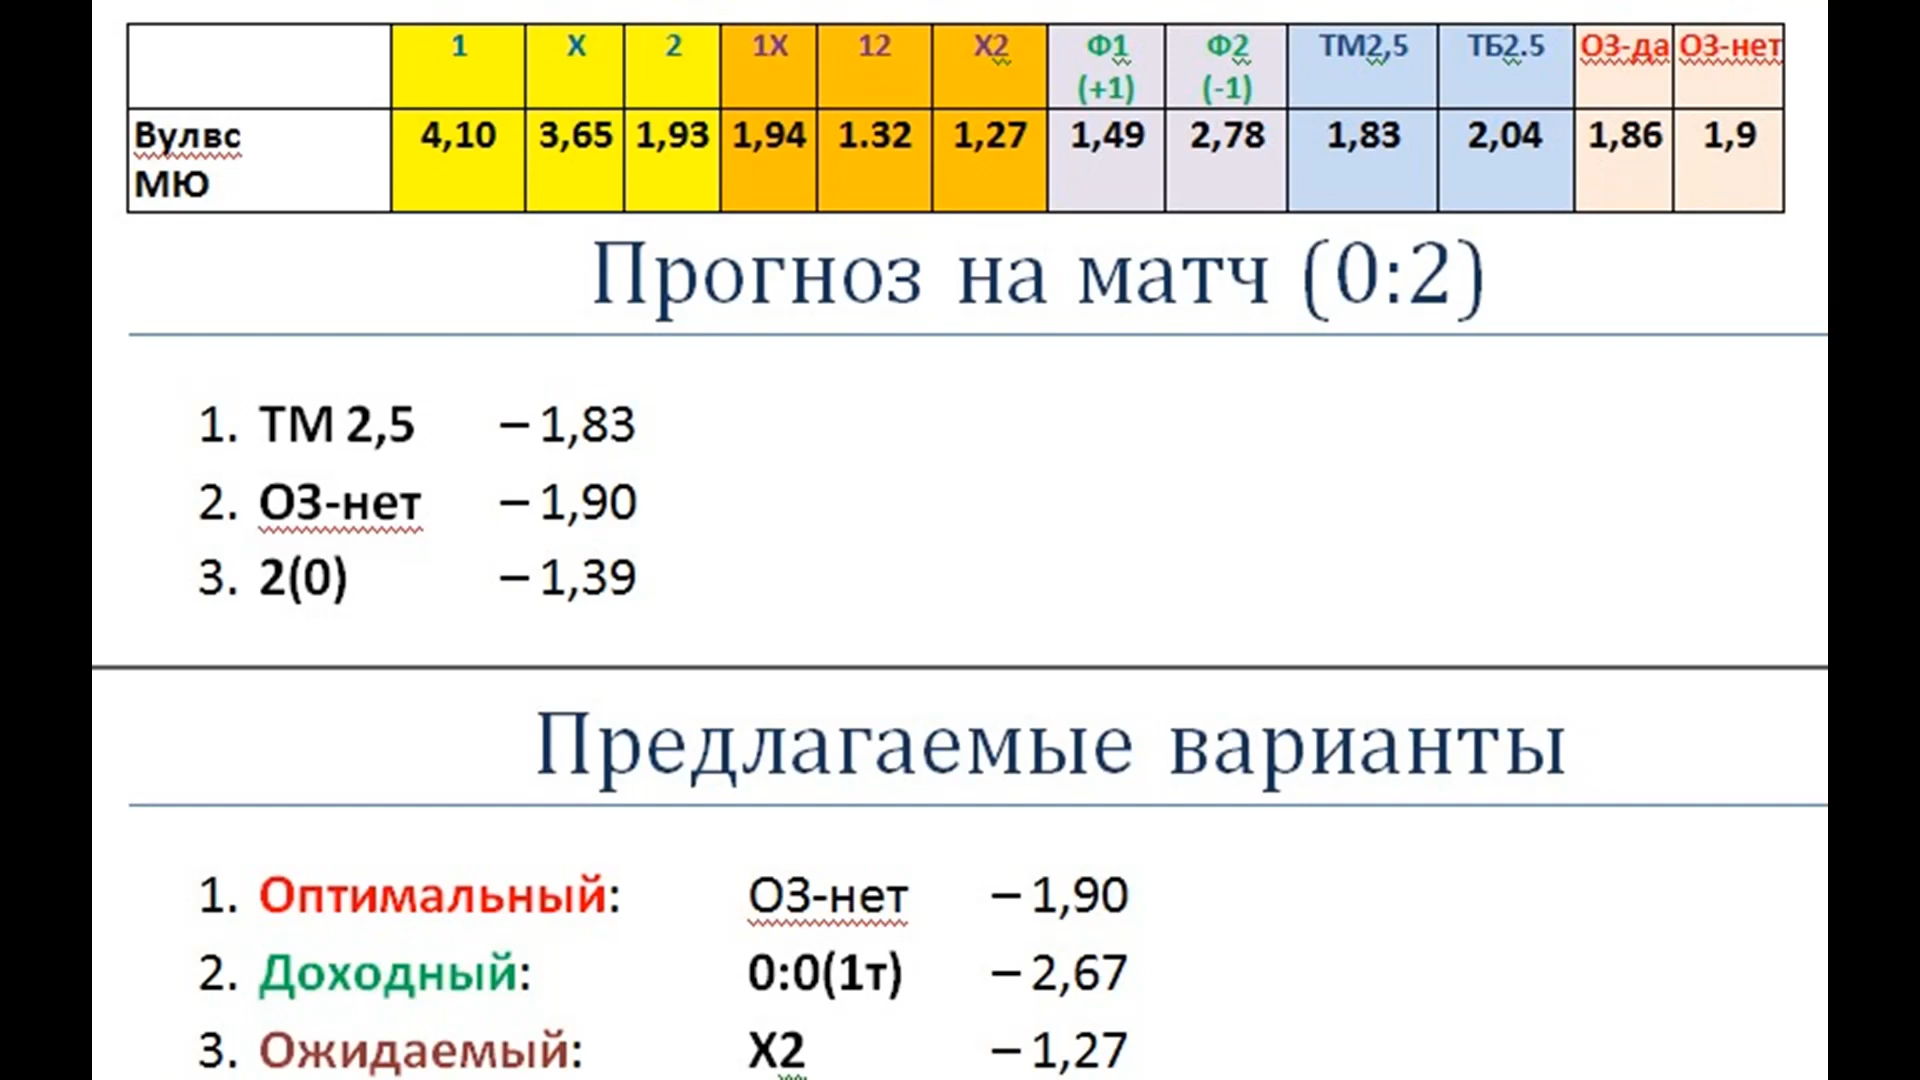 1 X 2 1X 12 X2 Ф1 (+1) Ф2 (-1) ТМ2,5 ТБ2.5 ОЗ-да ОЗ-нет
Вулвс МЮ 4,10 3,65 1,93 1,94 1.32 1,27 1,49 2,78 1,83 2,04 1,86 1,9
Прогноз на матч (0:2)
1. ТМ 2,5 – 1,83
2. ОЗ-нет – 1,90
3. 2(0) – 1,39
Предлагаемые варианты
1. Оптимальный: ОЗ-нет – 1,90
2. Доходный: 0:0(1т) – 2,67
3. Ожидаемый: Х2 – 1,27